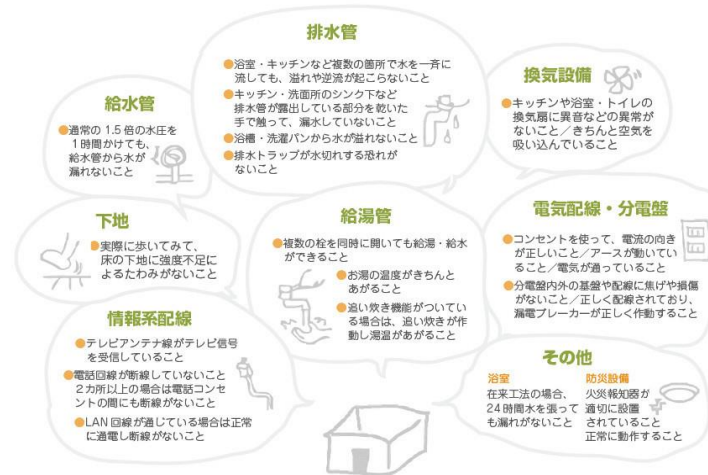 排水管
●浴室・キッチンなど複数の箇所で水を一斉に
流しても、溢れや逆流が起こらないこと
●キッチン・洗面所のシンク下など
排水管が露出している部分を乾いた
手で触って、漏水していないこと
●浴槽・洗濯パンから水が溢れないこと
●排水トラップが水切れする恐れが
ないこと
給水管
●通常の1.5倍の水圧を
1時間かけても、
給水管から水が
漏れないこと
換気設備
●キッチンや浴室・トイレの
換気扇に異音などの異常が
ないこと／きちんと空気を
吸い込んでいること
下地
●実際に歩いてみて、
床の下地に強度不足に
よるたわみがないこと
給湯管
●複数の栓を同時に開いても給湯・給水
ができること
●お湯の温度がきちんと
あがること
●追い炊き機能がついてい
る場合は、追い炊きが作
動し湯温があがること
電気配線・分電盤
●コンセントを使って、電流の向き
が正しいこと／アースが動いてい
ること／電気が通っていること
●分電盤内外の基盤や配線に焦げや損傷
がないこと／正しく配線されており、
漏電ブレーカーが正しく作動すること
情報系配線
●テレビアンテナ線がテレビ信号
を受信していること
●電話回線が断線していないこと
2カ所以上の場合は電話コンセ
ントの間にも断線がないこと
●LAN回線が通じている場合は正常
に通電し断線がないこと
その他
浴室
在来工法の場合、
24時間水を張って
も漏れがないこと
防災設備
火災報知器が
適切に設置
されていること
正常に動作すること